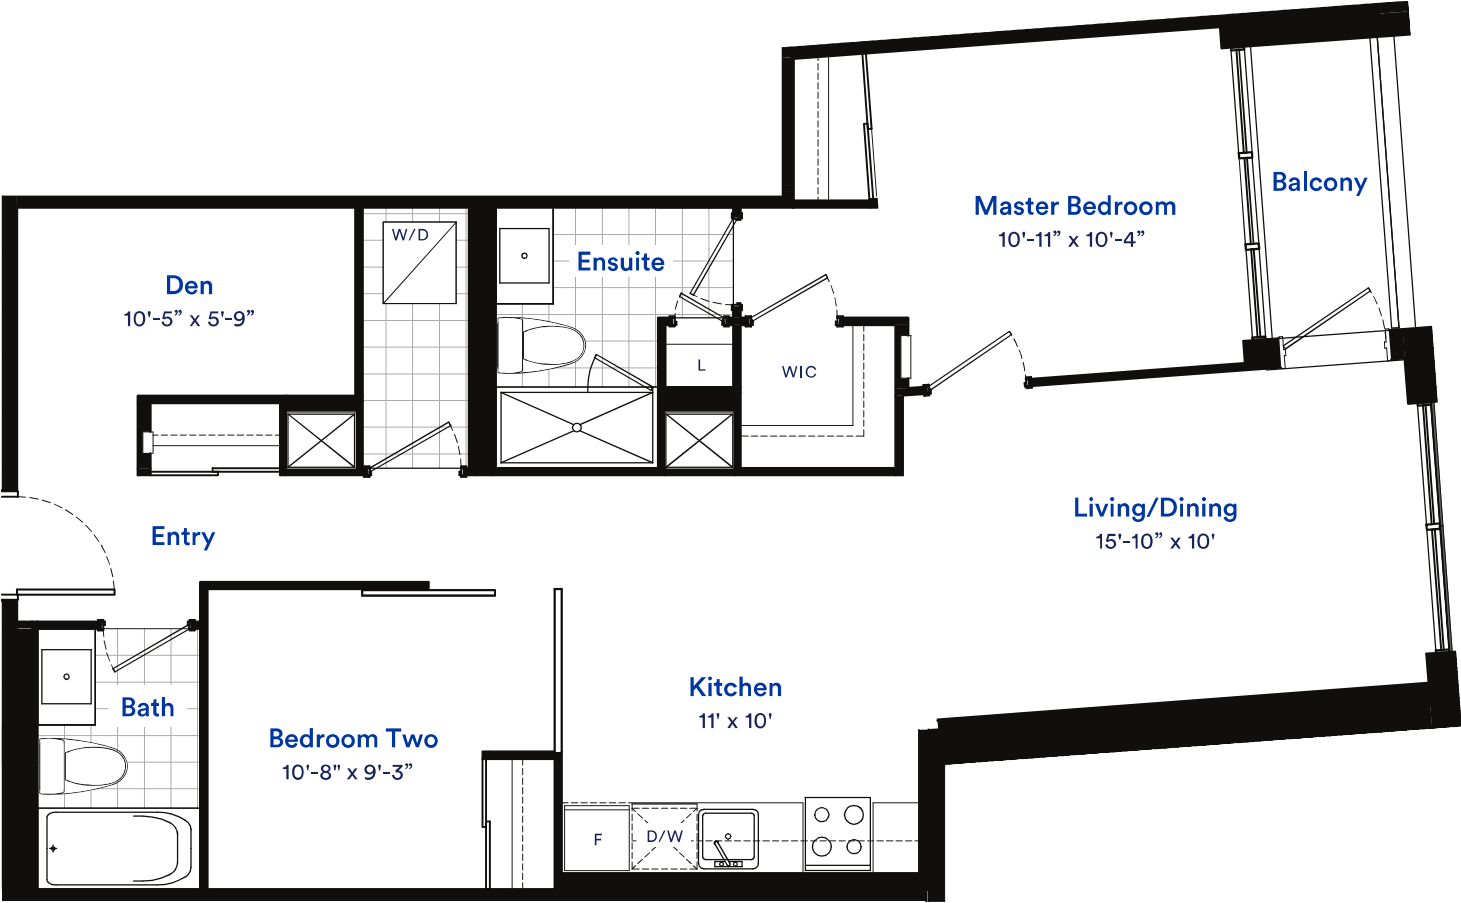 Balcony
Master Bedroom
10'-11” x 10'-4”
W/D
Ensuite
Den
10'-5” x 5'-9”
L
WIC
Living/Dining
15'-10” x 10'
Entry
Kitchen
11' x 10'
Bath
Bedroom Two
10'-8" x 9'-3”
F
D/W